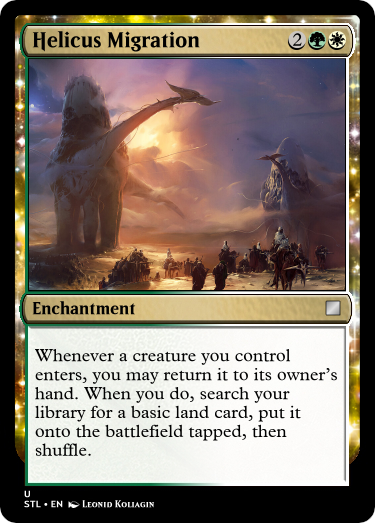 Helicus Migration 2
Enchantment
Whenever a creature you control
enters, you may return it to its owner's
hand. When you do, search your
library for a basic land card, put it
onto the battlefield tapped, then
shuffle.
U
STL • EN Leonid Koliagin